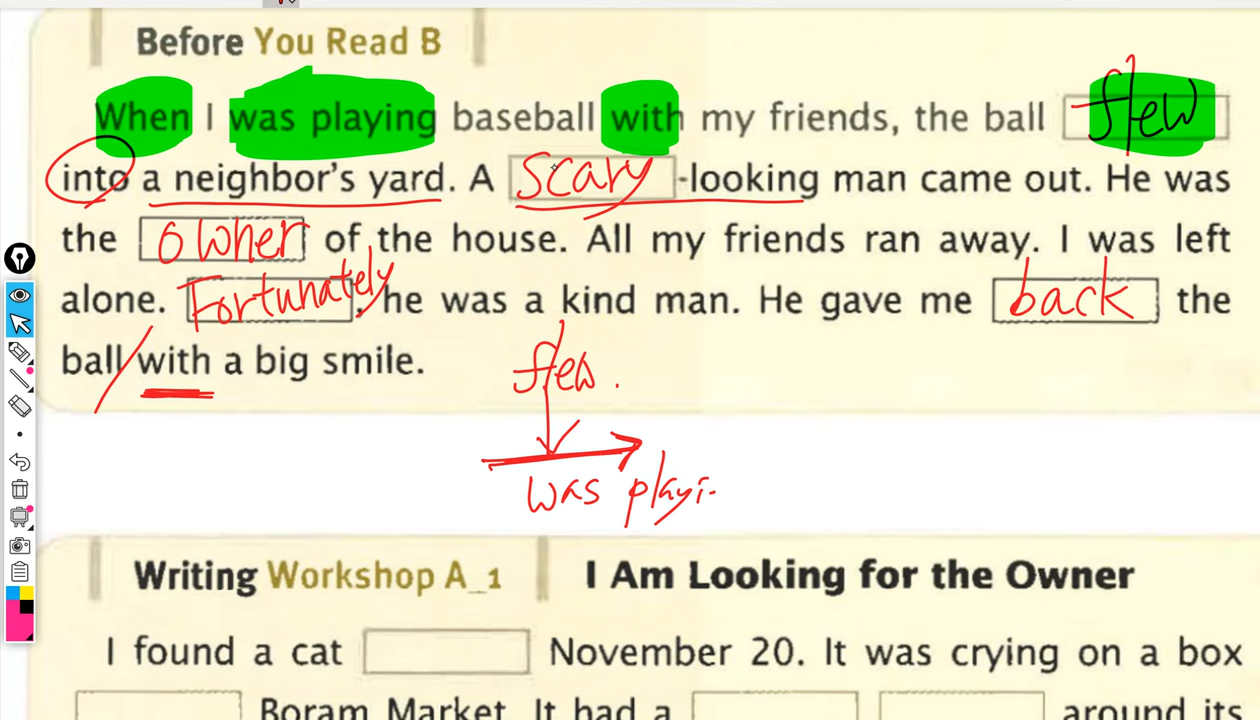 Before You Read B
When I was playing baseball with my friends, the ball flew
into a neighbor's yard. A scary -looking man came out. He was
the owner of the house. All my friends ran away. I was left
alone. Fortunately, he was a kind man. He gave me back the
ball with a big smile.
flew.
was playi-
Writing Workshop A_1 I Am Looking for the Owner
I found a cat November 20. It was crying on a box
Boram Market. It had a around its